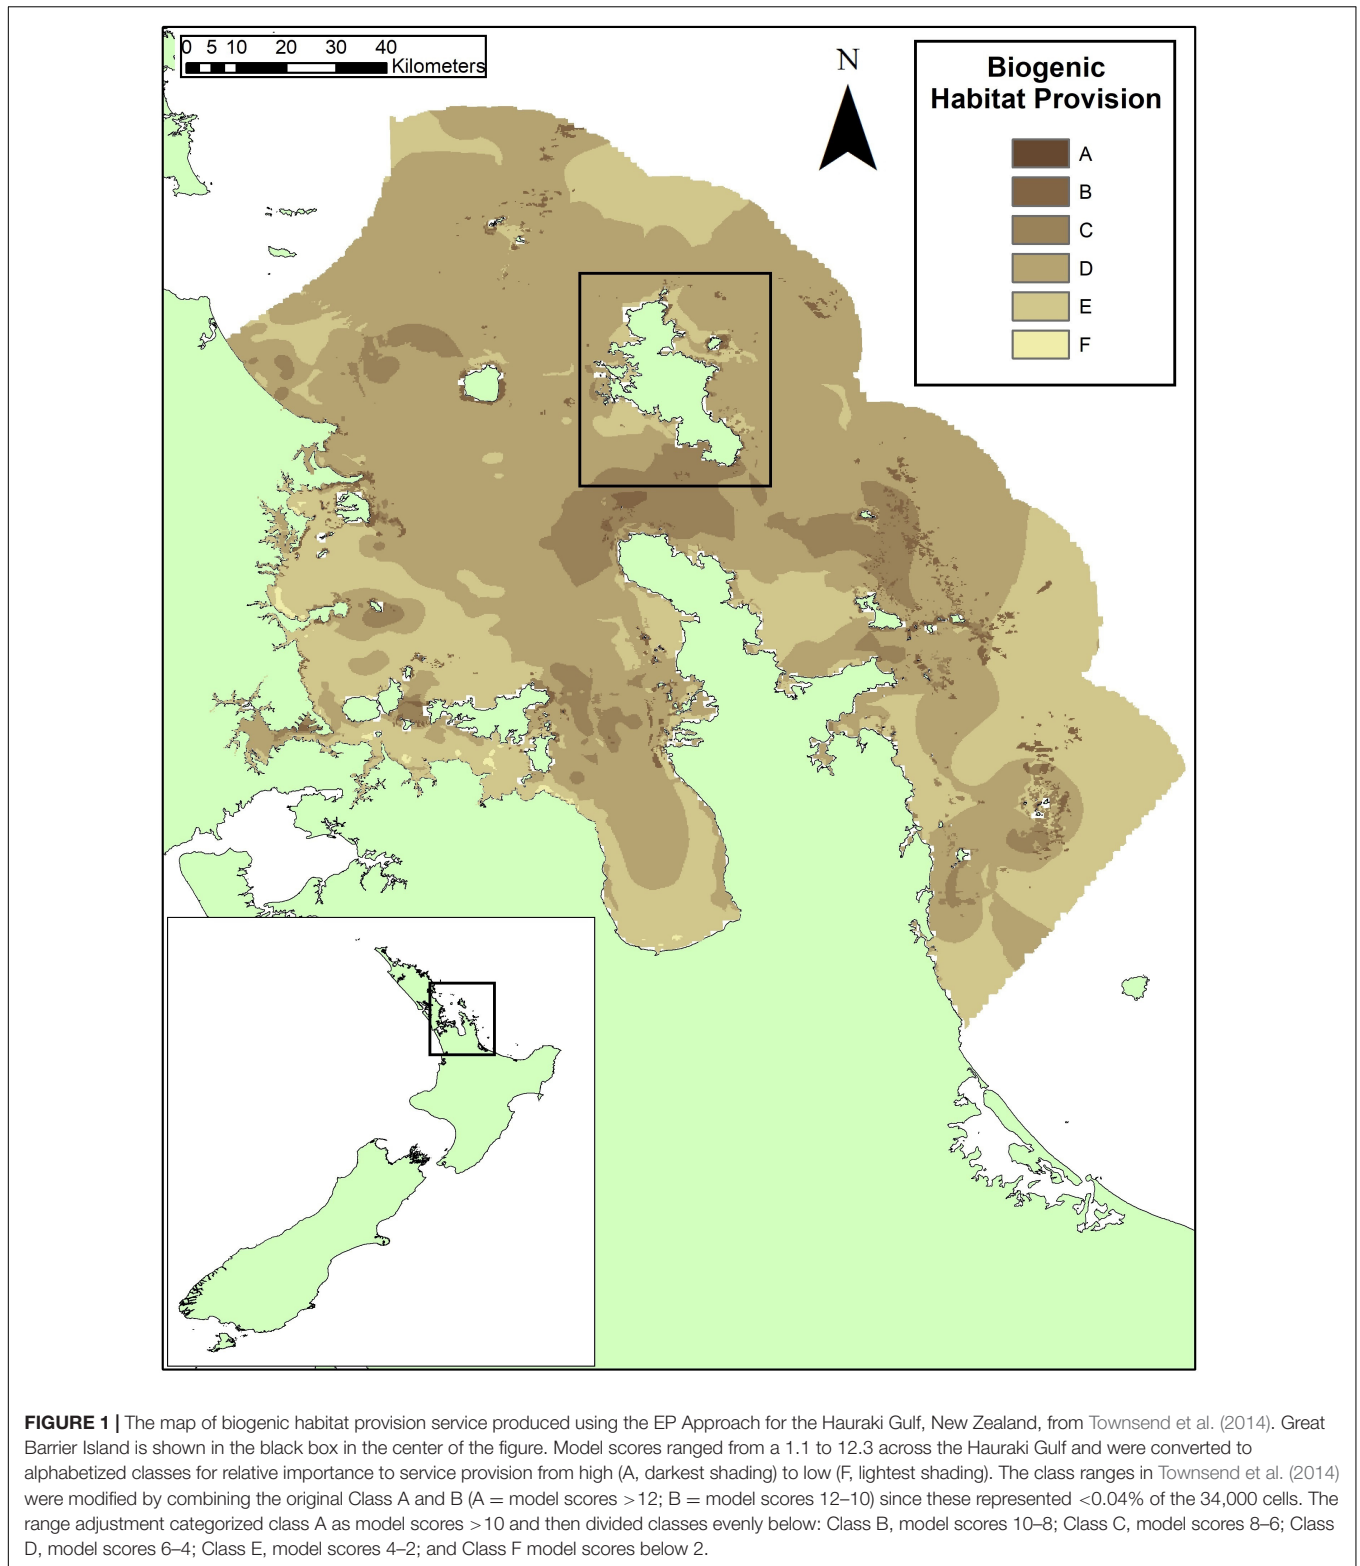 0 5 10 20 30 40
Kilometers
N
Biogenic
Habitat Provision
A
B
C
D
E
F
FIGURE 1 | The map of biogenic habitat provision service produced using the EP Approach for the Hauraki Gulf, New Zealand, from Townsend et al. (2014). Great
Barrier Island is shown in the black box in the center of the figure. Model scores ranged from a 1.1 to 12.3 across the Hauraki Gulf and were converted to
alphabetized classes for relative importance to service provision from high (A, darkest shading) to low (F, lightest shading). The class ranges in Townsend et al. (2014)
were modified by combining the original Class A and B (A = model scores >12; B = model scores 12–10) since these represented <0.04% of the 34,000 cells. The
range adjustment categorized class A as model scores >10 and then divided classes evenly below: Class B, model scores 10–8; Class C, model scores 8–6; Class
D, model scores 6–4; Class E, model scores 4–2; and Class F model scores below 2.